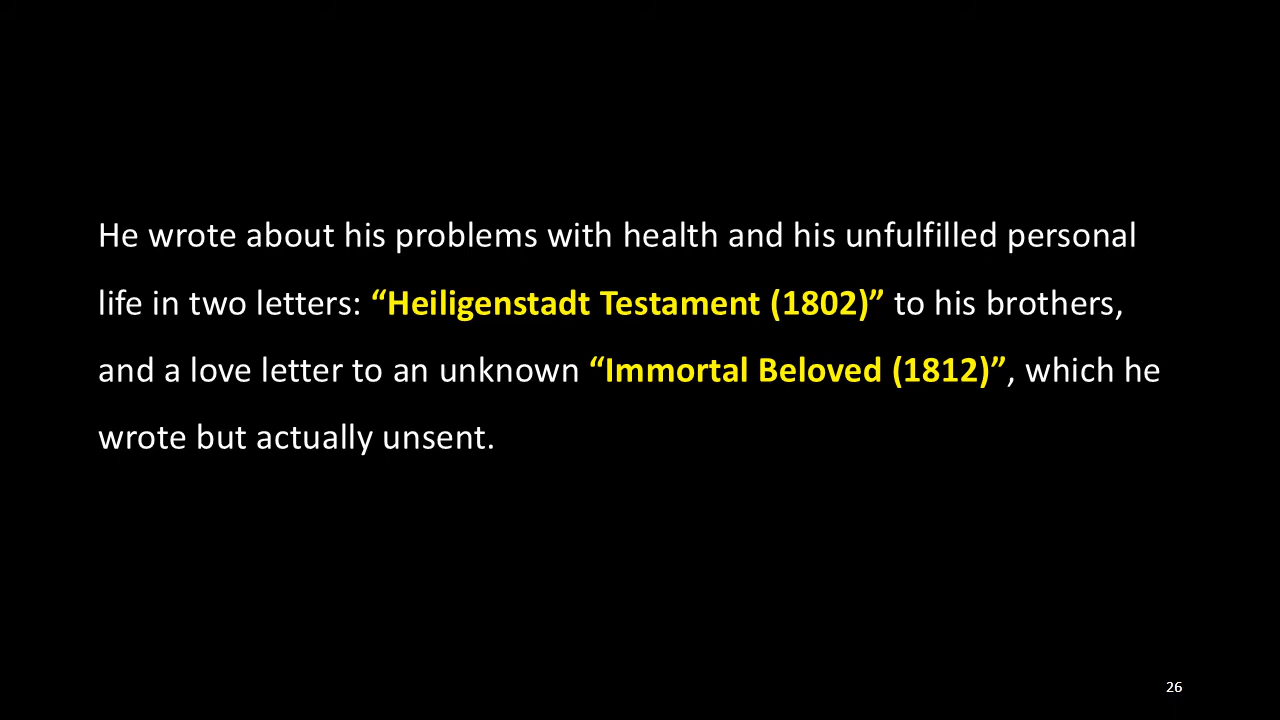 He wrote about his problems with health and his unfulfilled personal
life in two letters: “Heiligenstadt Testament (1802)” to his brothers,
and a love letter to an unknown “Immortal Beloved (1812)”, which he
wrote but actually unsent.
26